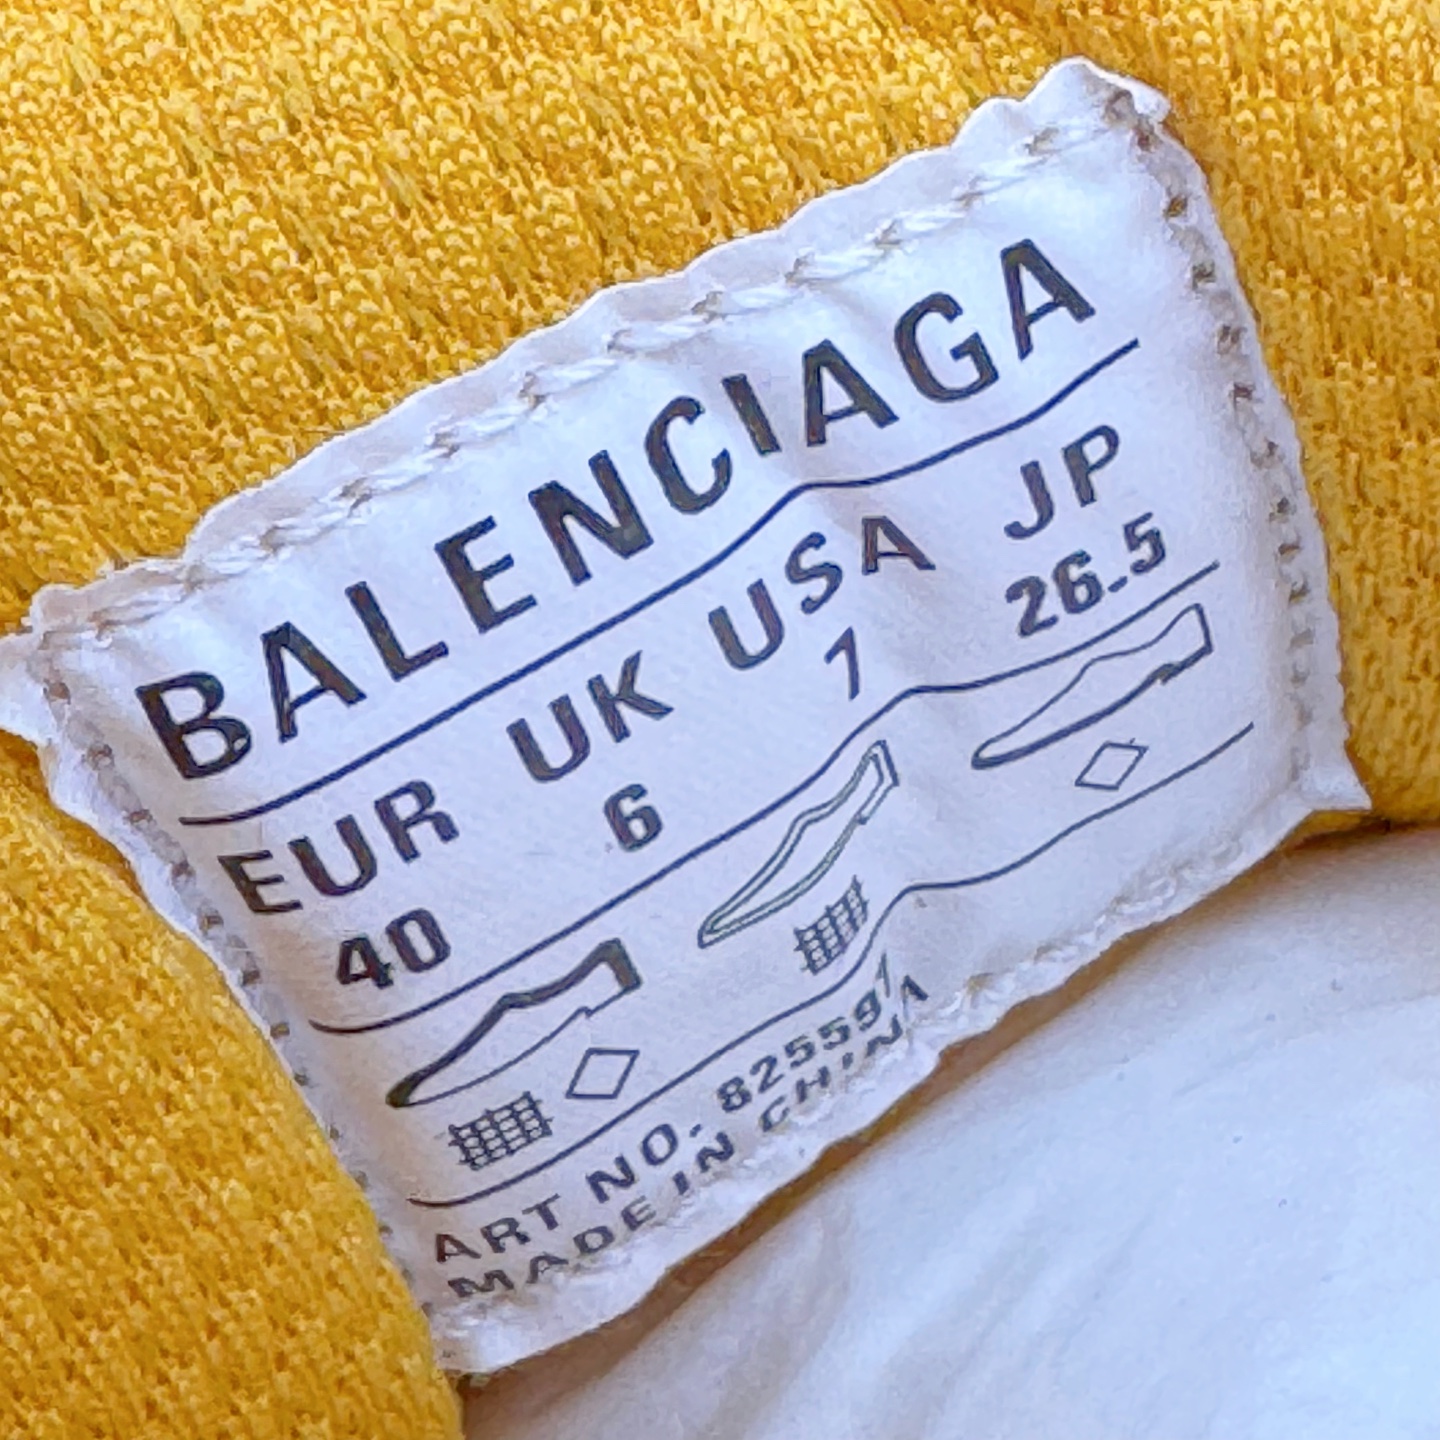 BALENCIAGA
EUR UK USA JP
40 6 7 26.5
ART NO. 825591
MADE IN CHINA